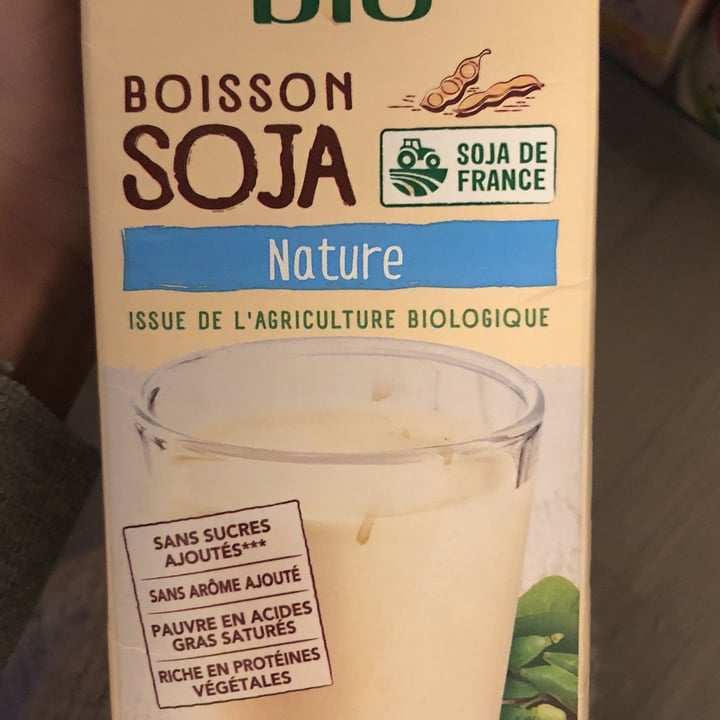 bio
BOISSON
SOJA
SOJA DE
FRANCE
Nature
ISSUE DE L'AGRICULTURE BIOLOGIQUE
SANS SUCRES
AJOUTÉS***
SANS ARÔME AJOUTÉ
PAUVRE EN ACIDES
GRAS SATURÉS
RICHE EN PROTÉINES
VÉGÉTALES